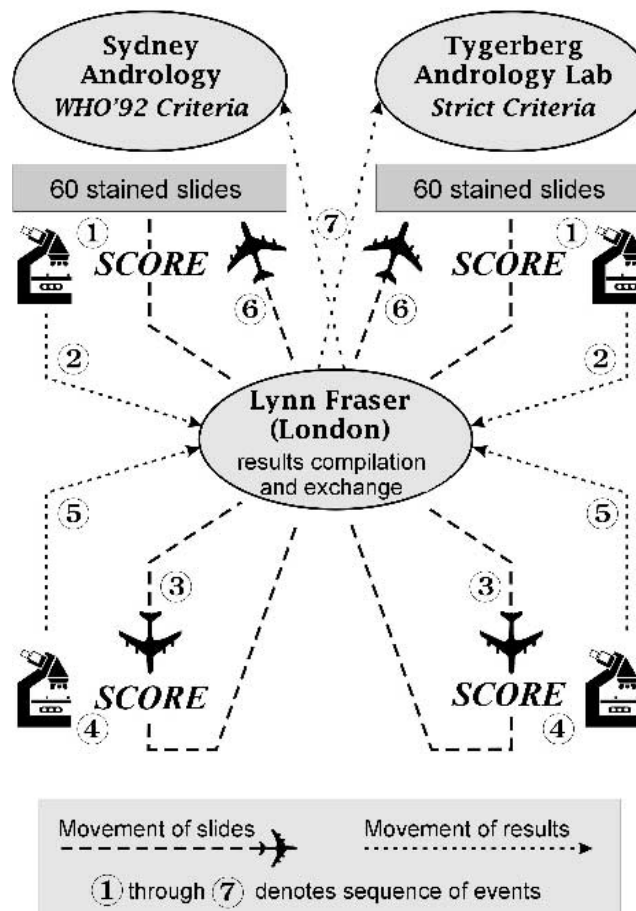 Sydney
Andrology
WHO'92 Criteria
Tygerberg
Andrology Lab
Strict Criteria
60 stained slides
60 stained slides
1
SCORE
7
SCORE
1
6
6
2
2
Lynn Fraser
(London)
results compilation
and exchange
5
5
3
3
SCORE
SCORE
4
4
Movement of slides
Movement of results
1 through 7 denotes sequence of events